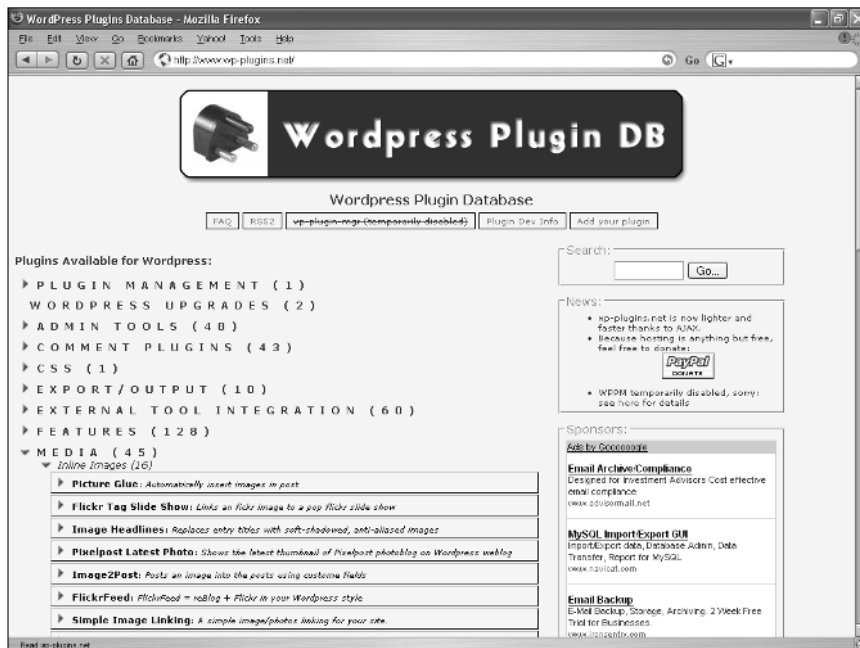 WordPress Plugins Database - Mozilla Firefox
File Edit View Go Bookmarks Yahoo! Tools Help
http://www.wp-plugins.net/
Go
G
Wordpress Plugin DB
Wordpress Plugin Database
FAQ
RSS2
wp-plugin-mgr (temporarily disabled)
Plugin Dev Info
Add your plugin
Plugins Available for Wordpress:
PLUGIN MANAGEMENT (1)
WORDPRESS UPGRADES (2)
ADMIN TOOLS (48)
COMMENT PLUGINS (43)
CSS (1)
EXPORT/OUTPUT (10)
EXTERNAL TOOL INTEGRATION (60)
FEATURES (128)
MEDIA (45)
Inline Images (16)
Picture Glue: Automatically insert images in post
Flickr Tag Slide Show: Links an flickr image to a pop flickr slide show
Image Headlines: Replaces entry titles with soft-shadowed, anti-aliased images
Pixelpost Latest Photo: Shows the latest thumbnail of Pixelpost photoblog on Wordpress weblog
Image2Post: Posts an image into the posts using custome fields
FlickrFeed: FlickrFeed = reBlog + Flickr in your Wordpress style
Simple Image Linking: A simple image/photos linking for your site.
Search:
Go...
News:
• wp-plugins.net is now lighter and
faster thanks to AJAX.
• Because hosting is anything but free,
feel free to donate:
PayPal
DONATE
• WPPM temporarily disabled, sorry:
see here for details
Sponsors:
Ads by Goooooogle
Email Archive/Compliance
Designed for Investment Advisors Cost effective
email compliance
www.advisormail.net
MySQL Import/Export GUI
Import/Export data, Database Admin, Data
Transfer, Report for MySQL
www.navicat.com
Email Backup
E-Mail Backup, Storage, Archiving. 2 Week Free
Trial for Businesses.
www.ironsentry.com
Read wp-plugins.net